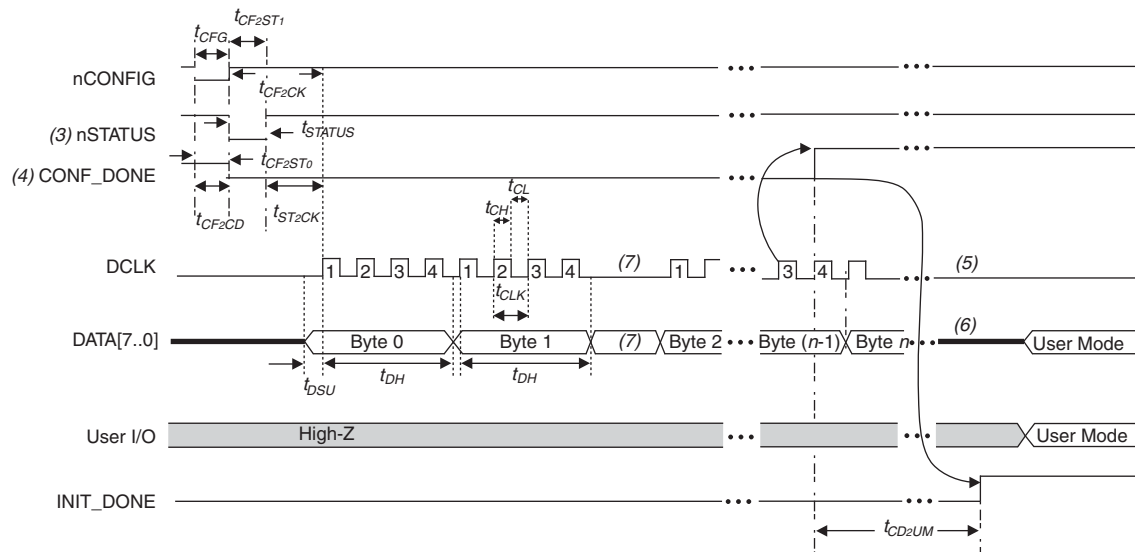 tCF2ST1
tCFG
nCONFIG
tCF2CK
(3) nSTATUS
tSTATUS
tCF2ST0
(4) CONF_DONE
tCF2CD
tST2CK
tCL
tCH
DCLK
1 2 3 4 1 2 3 4 (7) 1 3 4 (5)
tCLK
DATA[7..0]
Byte 0 Byte 1 (7) Byte 2 Byte (n-1) Byte n (6) User Mode
tDSU
tDH
tDH
User I/O
High-Z
User Mode
INIT_DONE
tCD2UM